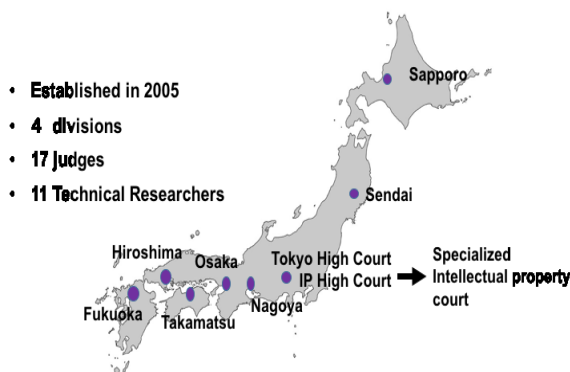 • Established in 2005
• 4 divisions
• 17 Judges
• 11 Technical Researchers
Sapporo
Sendai
Hiroshima
Osaka
Tokyo High Court
IP High Court
Specialized
Intellectual property
court
Nagoya
Fukuoka
Takamatsu